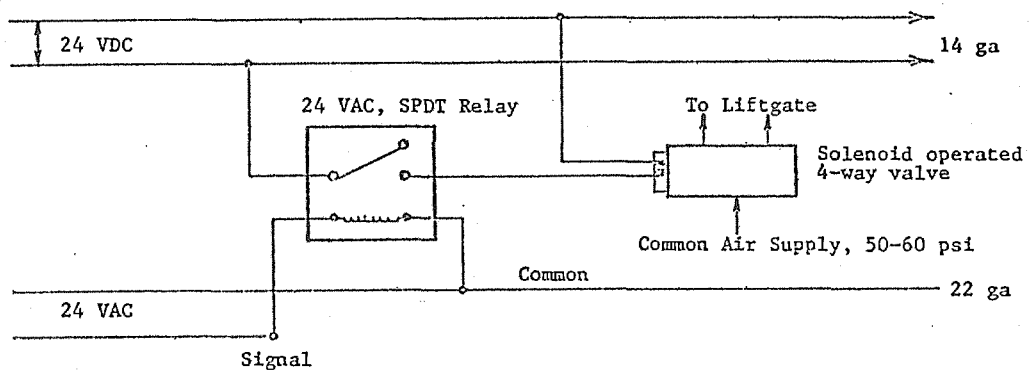 24 VDC
14 ga
24 VAC, SPDT Relay
To Liftgate
Solenoid operated
4-way valve
Common Air Supply, 50-60 psi
Common
22 ga
24 VAC
Signal